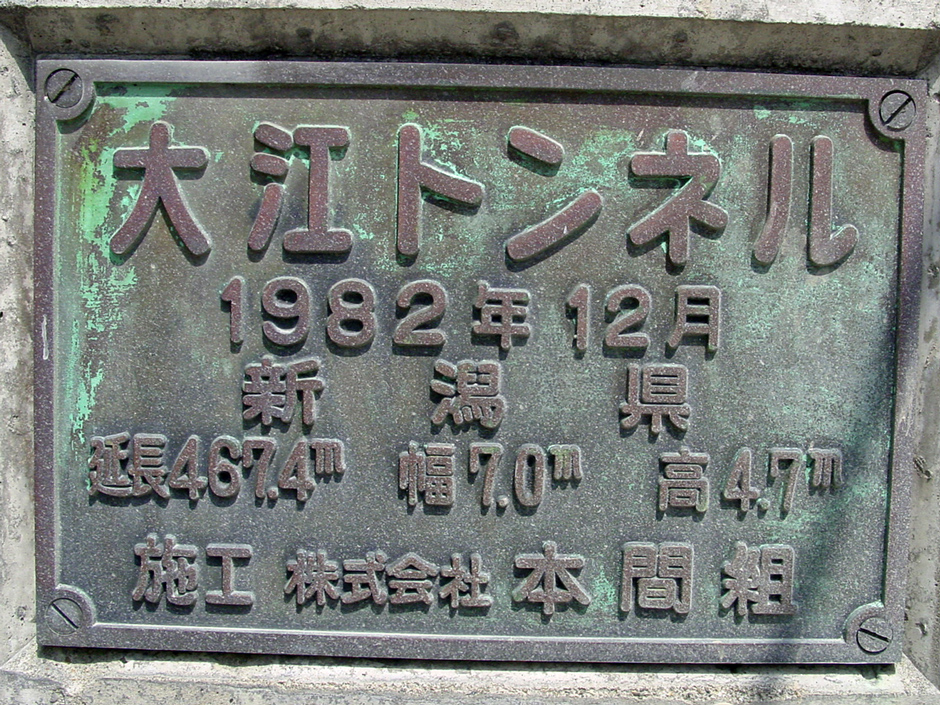 大江トンネル
1982年12月
新潟県
延長467.4m 幅7.0m 高4.7m
施工 株式会社 本間組